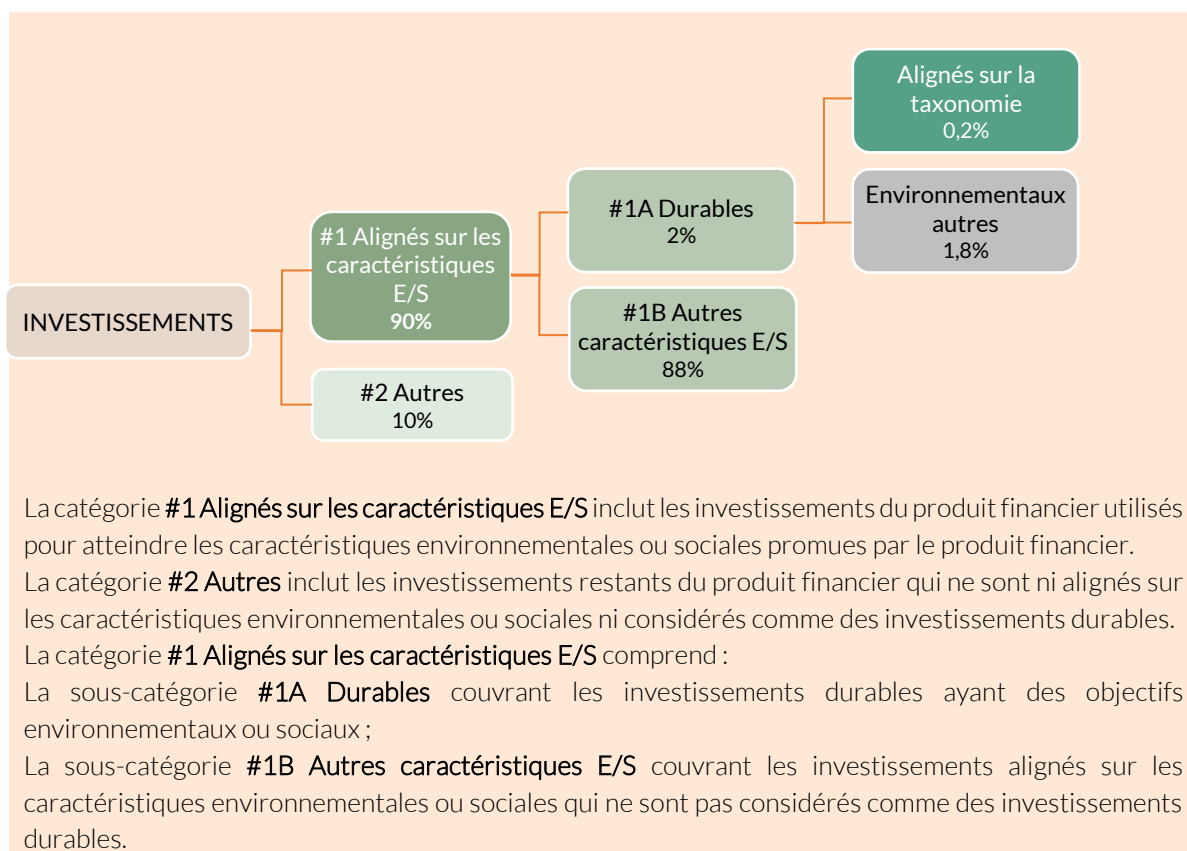 Alignés sur la
taxonomie
0,2%
Environnementaux
autres
1,8%
#1A Durables
2%
#1 Alignés sur les
caractéristiques
E/S
90%
#1B Autres
caractéristiques E/S
88%
INVESTISSEMENTS
#2 Autres
10%
La catégorie #1 Alignés sur les caractéristiques E/S inclut les investissements du produit financier utilisés
pour atteindre les caractéristiques environnementales ou sociales promues par le produit financier.
La catégorie #2 Autres inclut les investissements restants du produit financier qui ne sont ni alignés sur
les caractéristiques environnementales ou sociales ni considérés comme des investissements durables.
La catégorie #1 Alignés sur les caractéristiques E/S comprend :
La sous-catégorie #1A Durables couvrant les investissements durables ayant des objectifs
environnementaux ou sociaux ;
La sous-catégorie #1B Autres caractéristiques E/S couvrant les investissements alignés sur les
caractéristiques environnementales ou sociales qui ne sont pas considérés comme des investissements
durables.